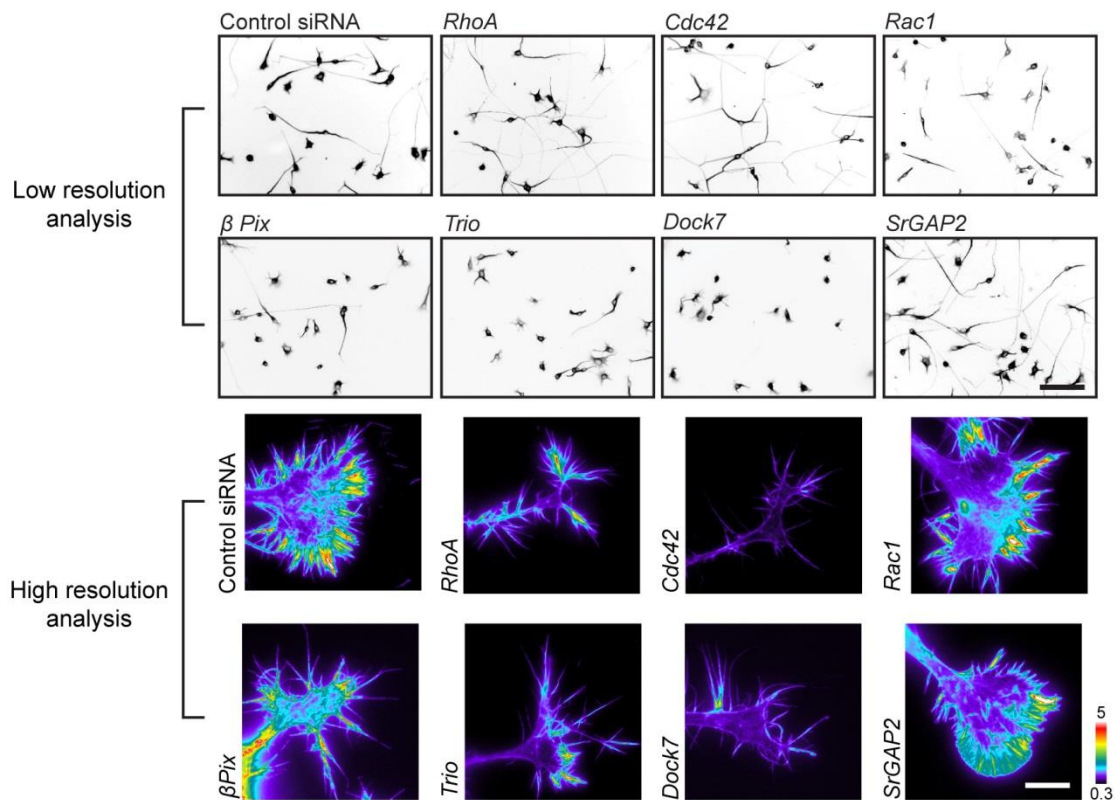 Control siRNA
RhoA
Cdc42
Rac1
Low resolution
analysis
β Pix
Trio
Dock7
SrGAP2
High resolution
analysis
Control siRNA
RhoA
Cdc42
Rac1
βPix
Trio
Dock7
SrGAP2
5
0.3